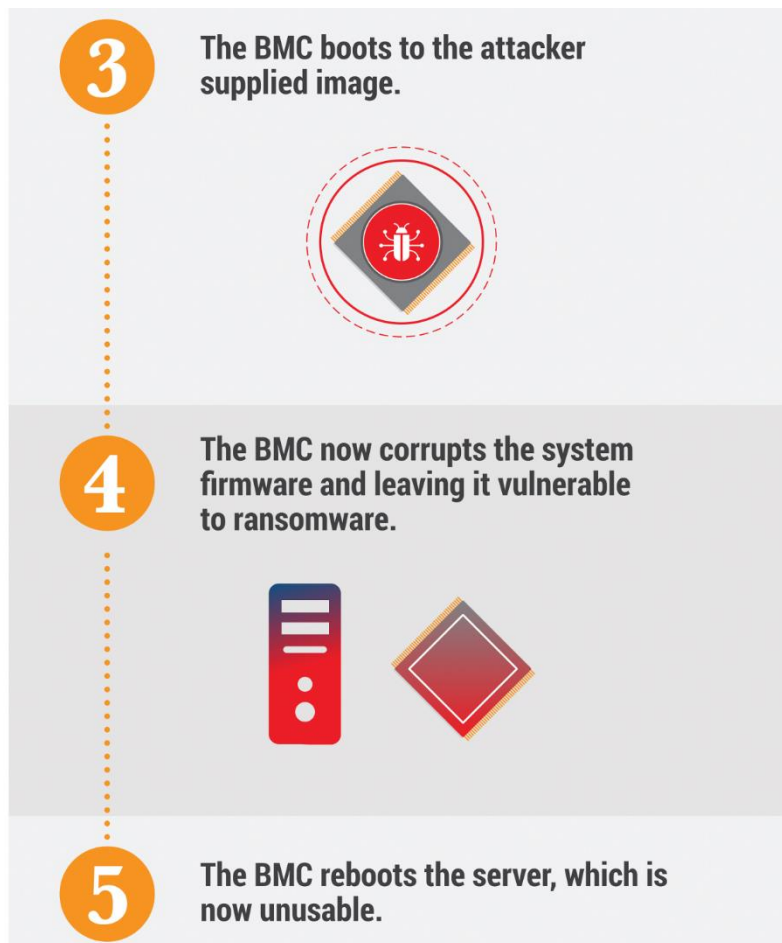 3
The BMC boots to the attacker
supplied image.
4
The BMC now corrupts the system
firmware and leaving it vulnerable
to ransomware.
5
The BMC reboots the server, which is
now unusable.